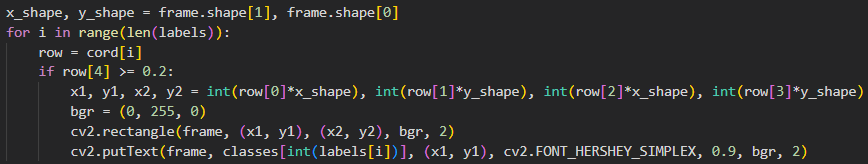 x_shape, y_shape = frame.shape[1], frame.shape[0]
for i in range(len(labels)):
    row = cord[i]
    if row[4] >= 0.2:
        x1, y1, x2, y2 = int(row[0]*x_shape), int(row[1]*y_shape), int(row[2]*x_shape), int(row[3]*y_shape)
        bgr = (0, 255, 0)
        cv2.rectangle(frame, (x1, y1), (x2, y2), bgr, 2)
        cv2.putText(frame, classes[int(labels[i])], (x1, y1), cv2.FONT_HERSHEY_SIMPLEX, 0.9, bgr, 2)